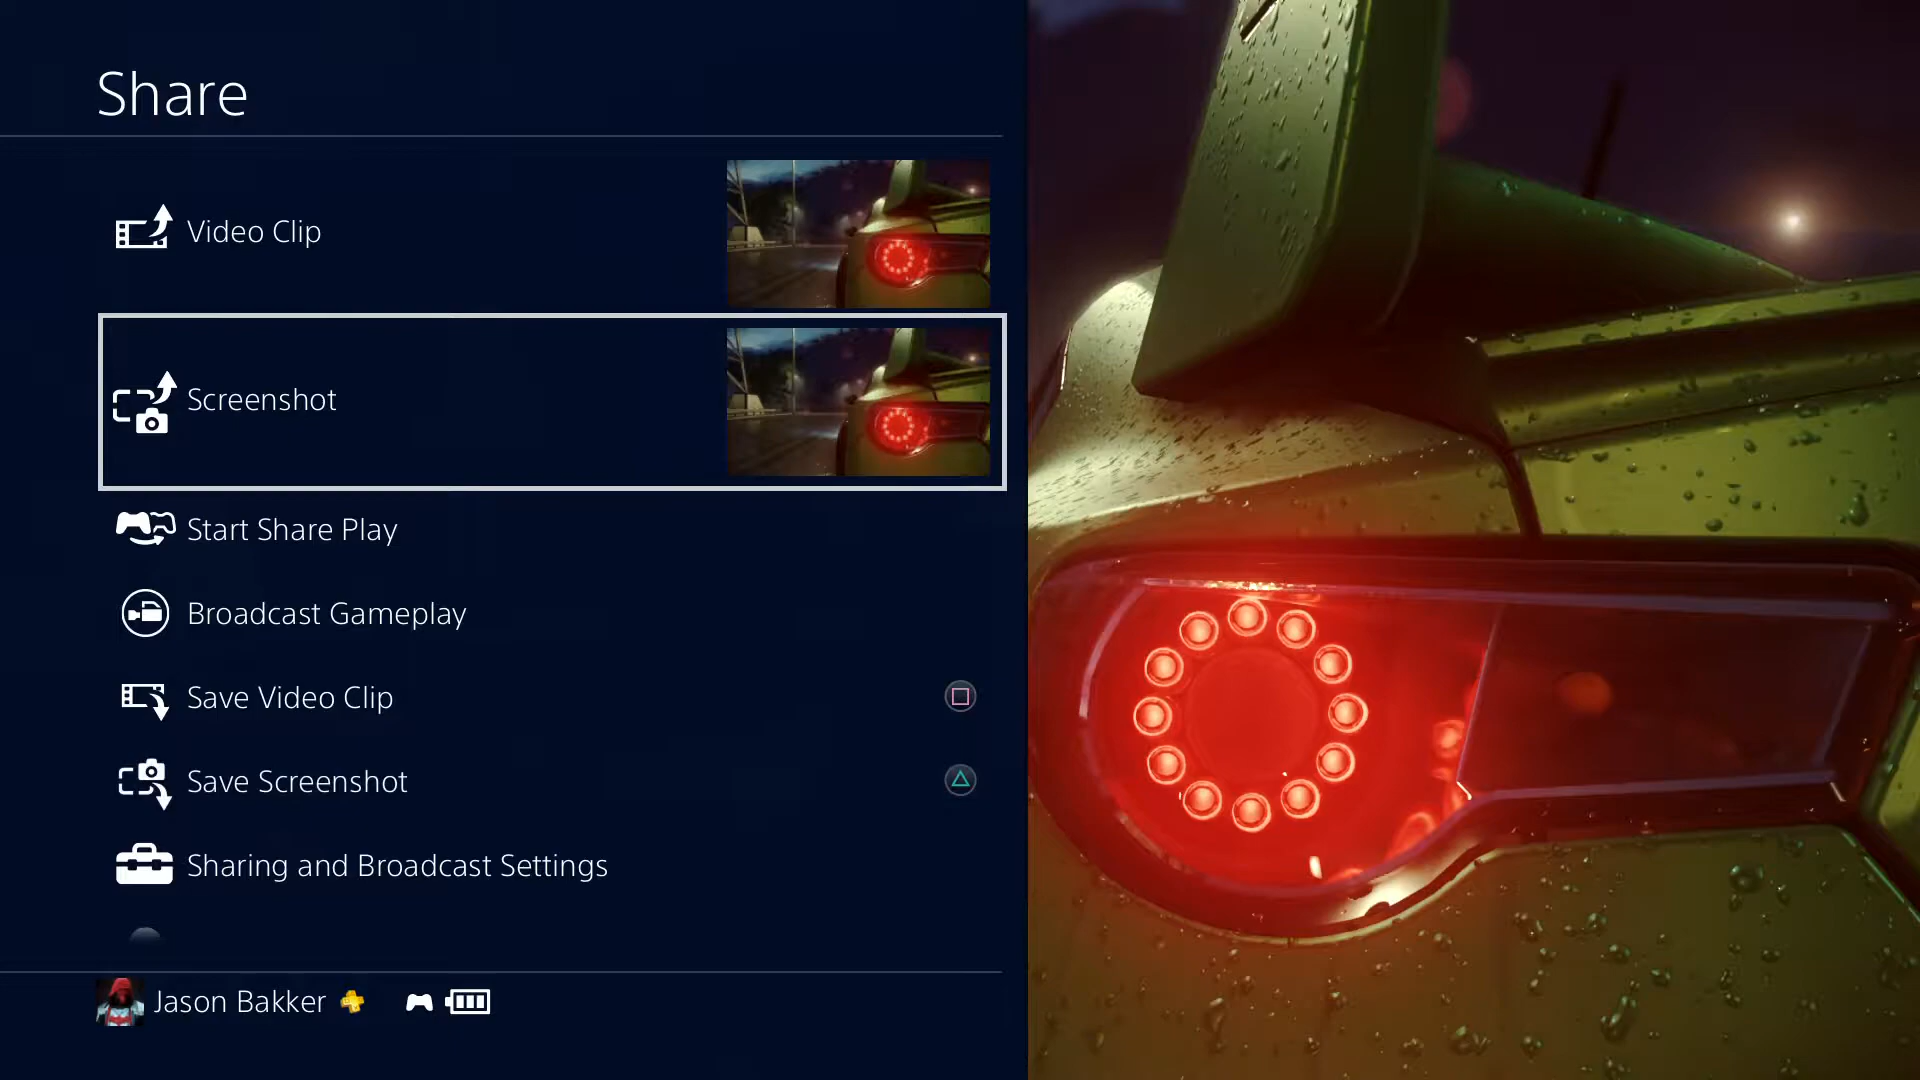 Share
Video Clip
Screenshot
Start Share Play
Broadcast Gameplay
Save Video Clip
Save Screenshot
Sharing and Broadcast Settings
Jason Bakker